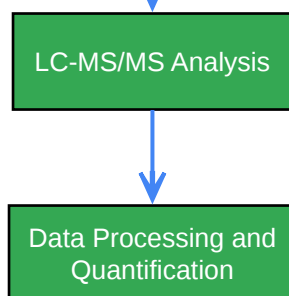 LC-MS/MS Analysis
Data Processing and
Quantification